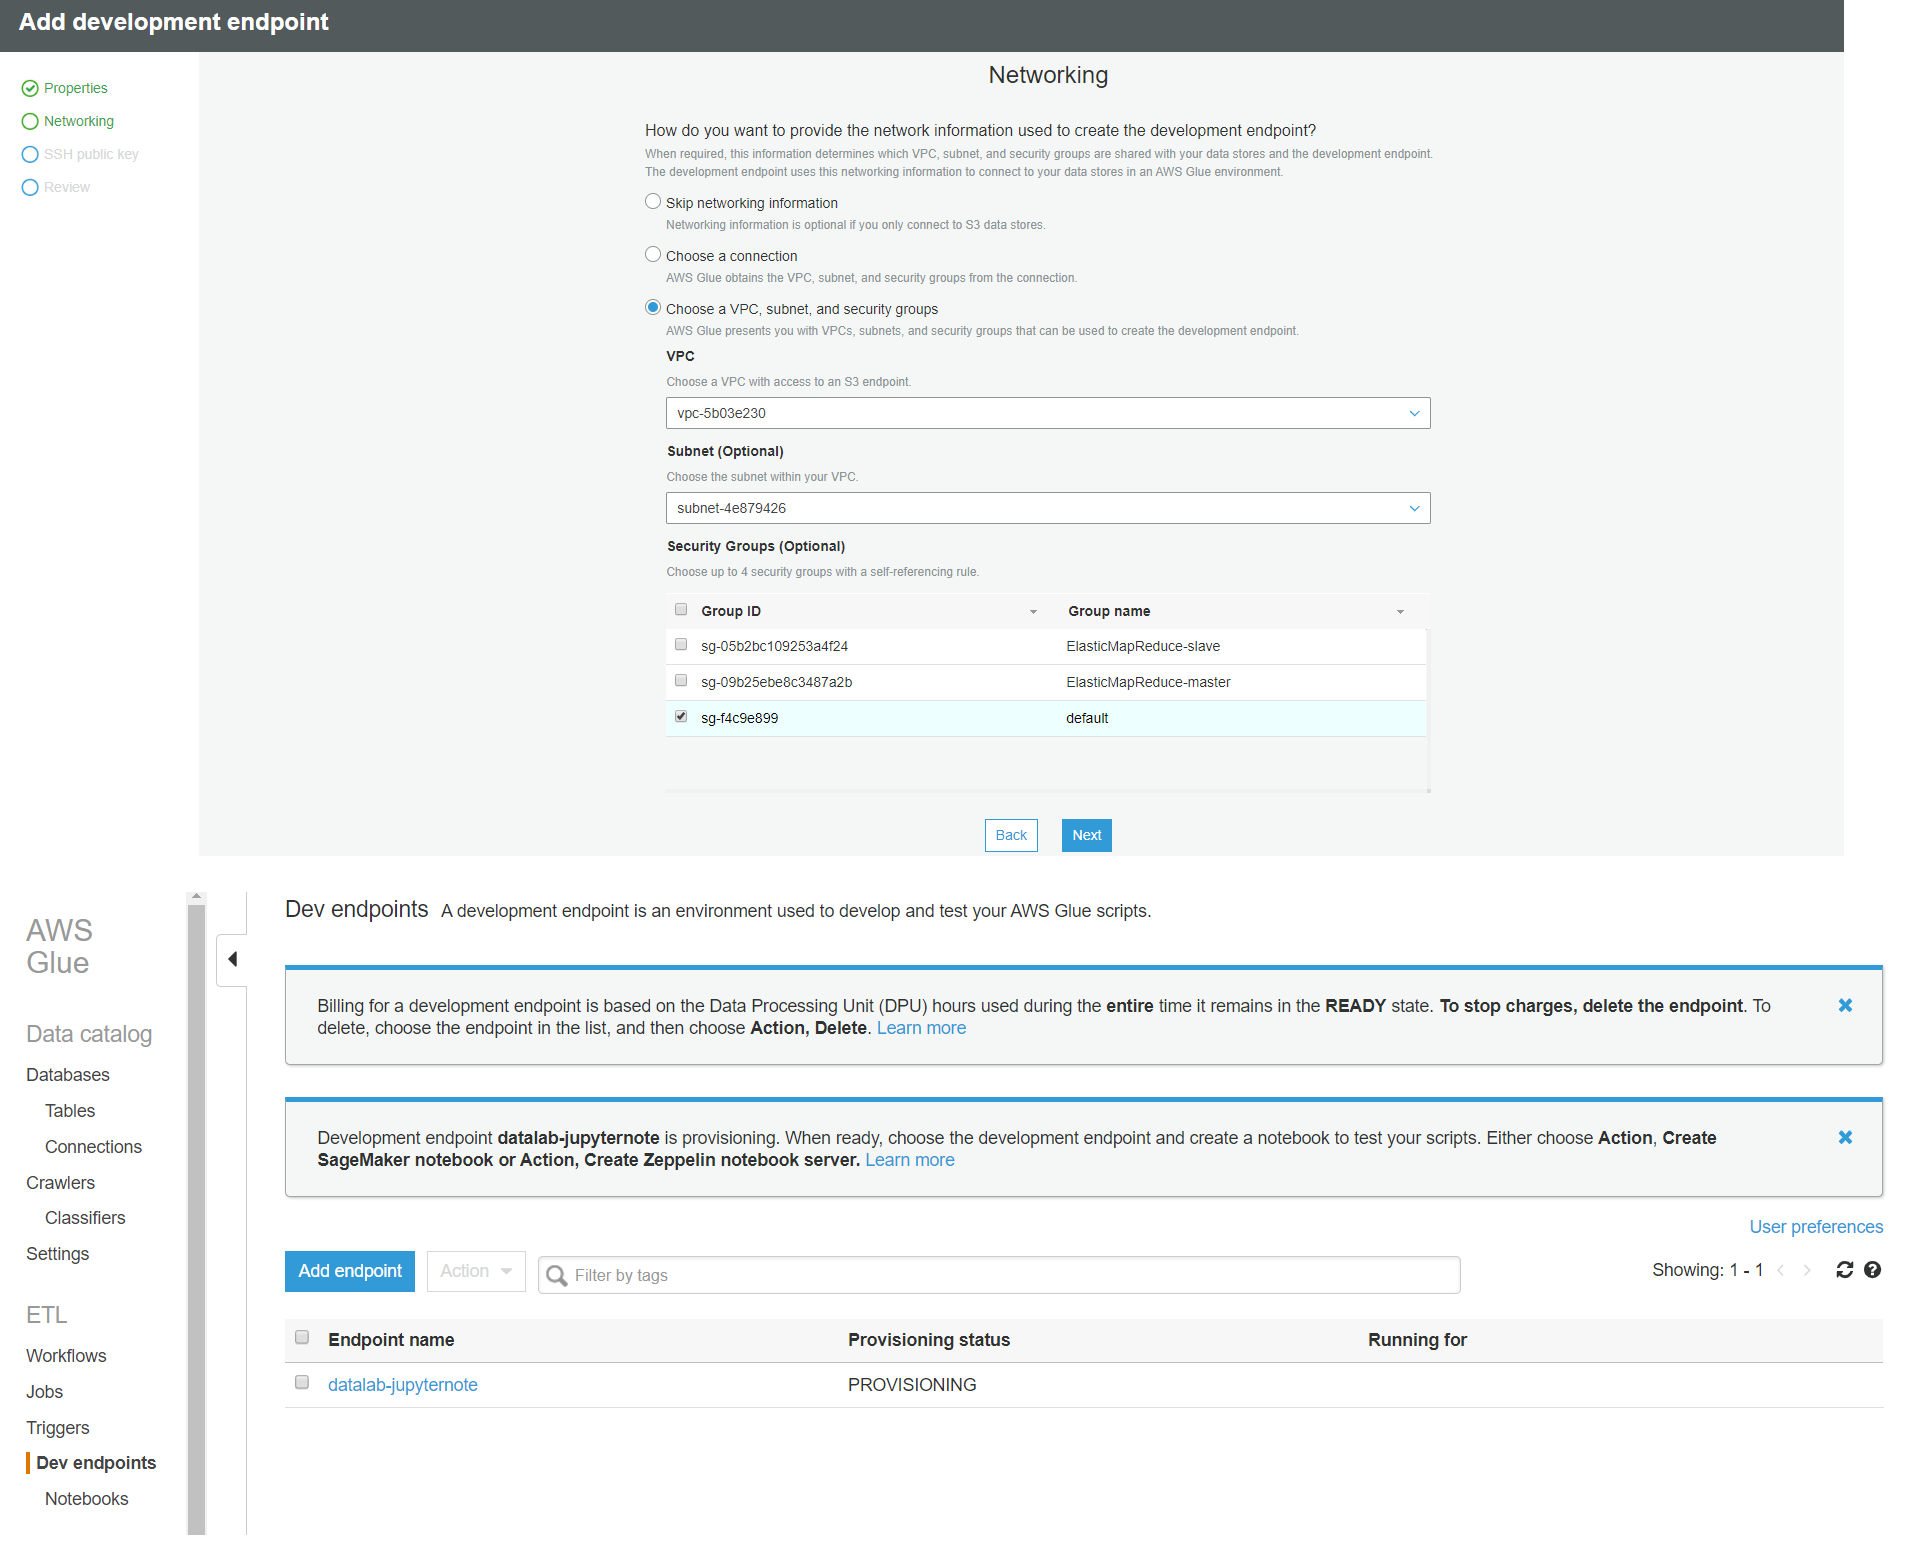 Add development endpoint
Properties
Networking
SSH public key
Review
Networking
How do you want to provide the network information used to create the development endpoint?
When required, this information determines which VPC, subnet, and security groups are shared with your data stores and the development endpoint.
The development endpoint uses this networking information to connect to your data stores in an AWS Glue environment.
Skip networking information
Networking information is optional if you only connect to S3 data stores.
Choose a connection
AWS Glue obtains the VPC, subnet, and security groups from the connection.
Choose a VPC, subnet, and security groups
AWS Glue presents you with VPCs, subnets, and security groups that can be used to create the development endpoint.
VPC
Choose a VPC with access to an S3 endpoint.
vpc-5b03e230
Subnet (Optional)
Choose the subnet within your VPC.
subnet-4e879426
Security Groups (Optional)
Choose up to 4 security groups with a self-referencing rule.
Group ID Group name
sg-05b2bc109253a4f24 ElasticMapReduce-slave
sg-09b25ebe8c3487a2b ElasticMapReduce-master
sg-f4c9e899 default
Back Next
AWS
Glue
Data catalog
Databases
Tables
Connections
Crawlers
Classifiers
Settings
ETL
Workflows
Jobs
Triggers
Dev endpoints
Notebooks
Dev endpoints A development endpoint is an environment used to develop and test your AWS Glue scripts.
Billing for a development endpoint is based on the Data Processing Unit (DPU) hours used during the entire time it remains in the READY state. To stop charges, delete the endpoint. To
delete, choose the endpoint in the list, and then choose Action, Delete. Learn more
Development endpoint datalab-jupyternote is provisioning. When ready, choose the development endpoint and create a notebook to test your scripts. Either choose Action, Create
SageMaker notebook or Action, Create Zeppelin notebook server. Learn more
User preferences
Add endpoint Action Filter by tags Showing: 1 - 1
Endpoint name Provisioning status Running for
datalab-jupyternote PROVISIONING